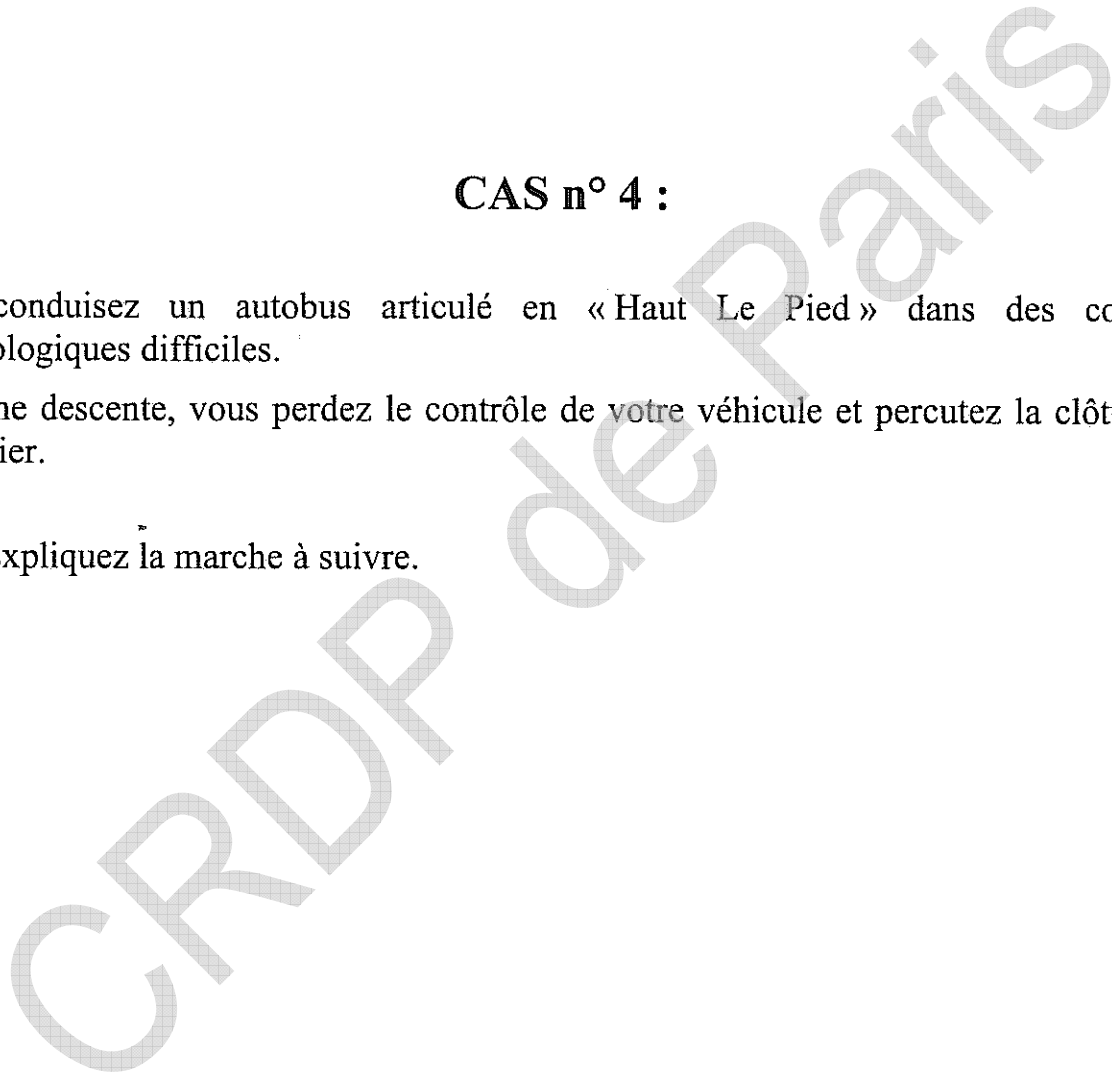 CAS n° 4 :
conduisez un autobus articulé en « Haut Le Pied » dans des co
ologiques difficiles.
ne descente, vous perdez le contrôle de votre véhicule et percutez la clôt
ier.
xpliquez la marche à suivre.
CRDP de Paris